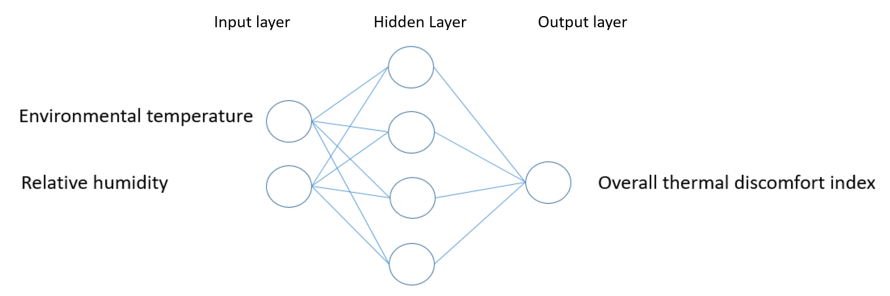 Input layer
Hidden Layer
Output layer
Environmental temperature
Relative humidity
Overall thermal discomfort index